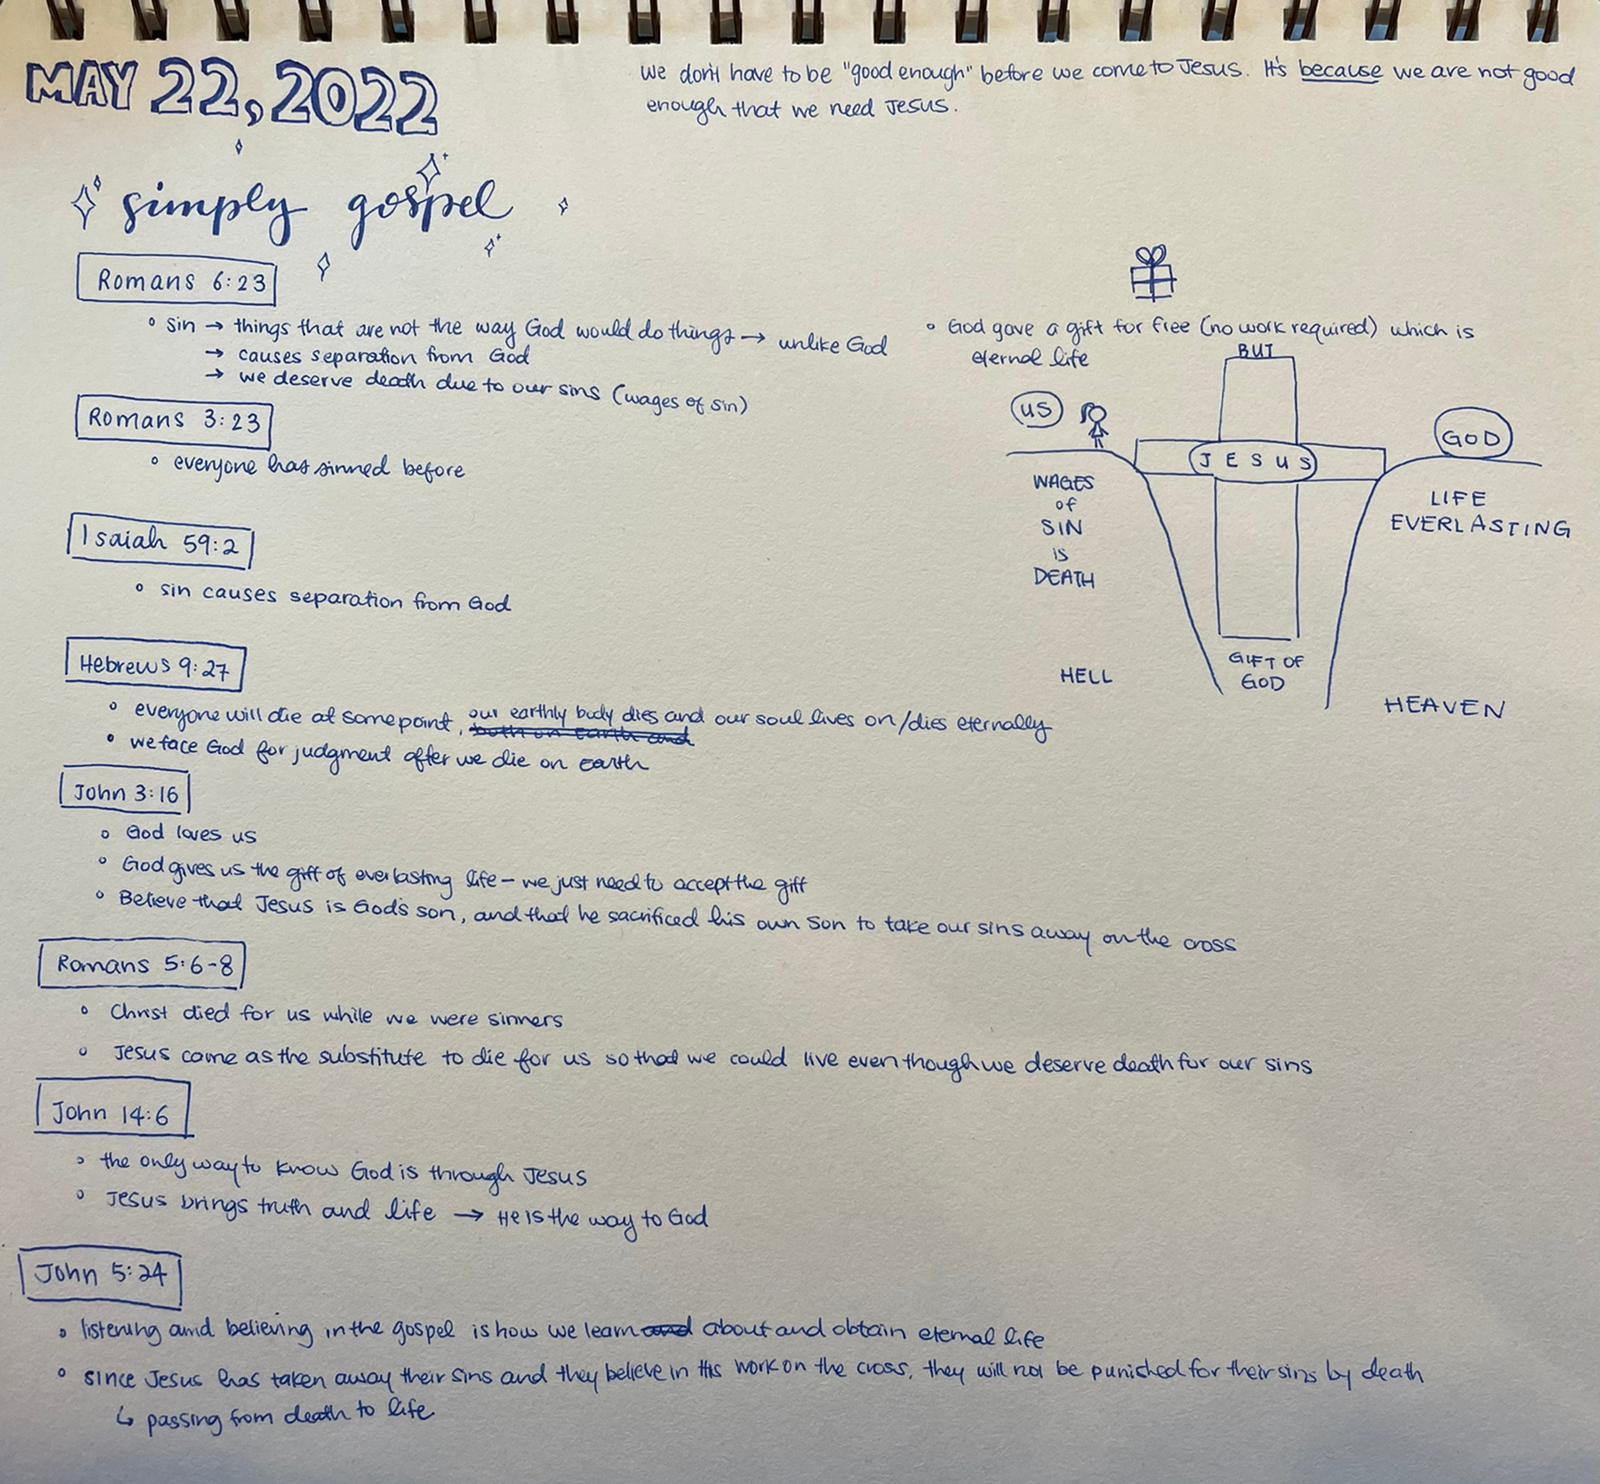 MAY 22, 2022
We don't have to be "good enough" before we come to Jesus. It's because we are not good
enough that we need Jesus.
simply gospel
Romans 6:23
sin → things that are not the way God would do things → unlike God
→ causes separation from God
→ we deserve death due to our sins (wages of sin)
God gave a gift for free (no work required) which is
eternal life
BUT
US
GOD
JESUS
WAGES
of
SIN
is
DEATH
LIFE
EVERLASTING
HELL
GIFT OF
GOD
HEAVEN
Romans 3:23
everyone has sinned before
Isaiah 59:2
sin causes separation from God
Hebrews 9:27
everyone will die at some point, our earthly body dies and our soul lives on/dies eternally
both on earth and
we face God for judgment after we die on earth
John 3:16
God loves us
God gives us the gift of everlasting life – we just need to accept the gift
Believe that Jesus is God's son, and that he sacrificed his own son to take our sins away on the cross
Romans 5:6-8
Christ died for us while we were sinners
Jesus came as the substitute to die for us so that we could live even though we deserve death for our sins
John 14:6
the only way to know God is through Jesus
Jesus brings truth and life → He is the way to God
John 5:24
listening and believing in the gospel is how we learn and about and obtain eternal life
since Jesus has taken away their sins and they believe in His work on the cross, they will not be punished for their sins by death
↳ passing from death to life